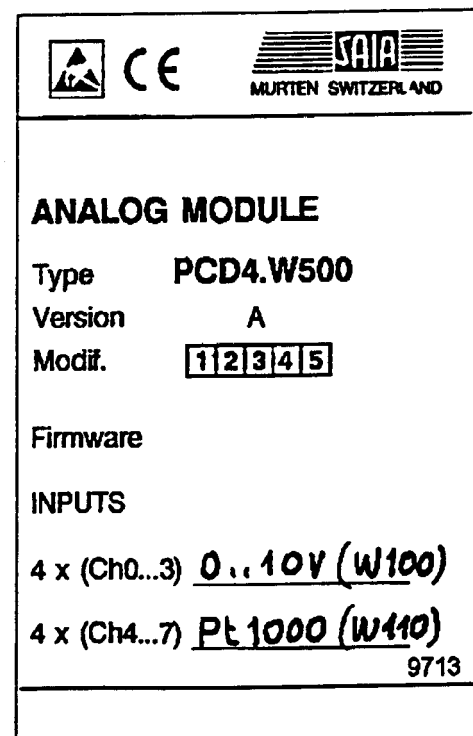 CE SAIA
MURTEN SWITZERLAND
ANALOG MODULE
Type PCD4.W500
Version A
Modif. 1 2 3 4 5
Firmware
INPUTS
4 x (Ch0...3) 0..10V (W100)
4 x (Ch4...7) Pt 1000 (W110)
9713